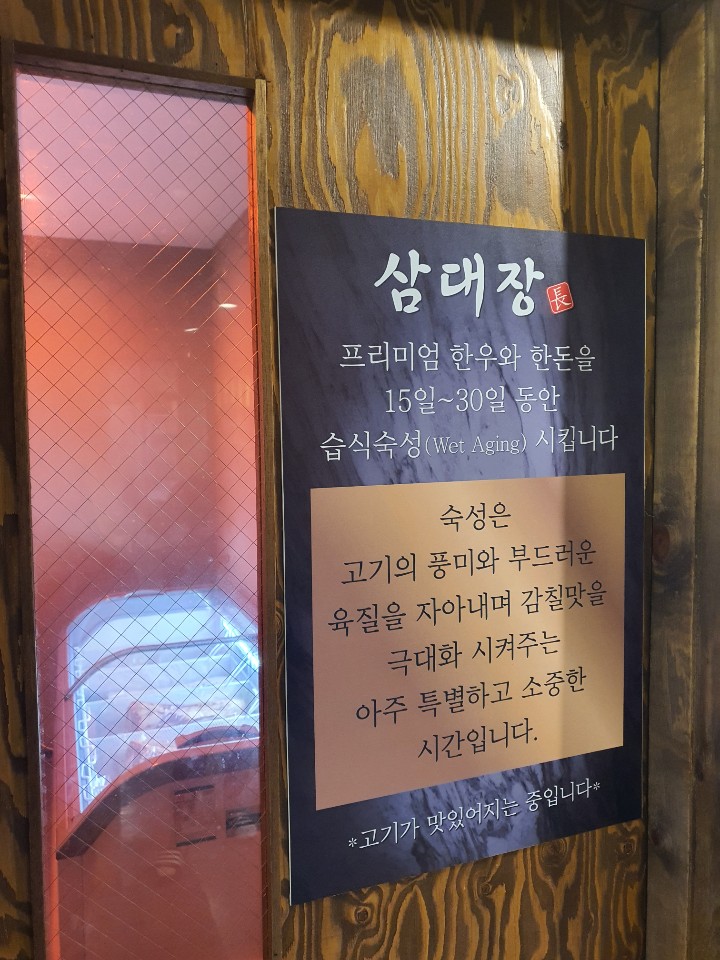 삼대장 長
프리미엄 한우와 한돈을
15일~30일 동안
습식숙성(Wet Aging) 시킵니다
숙성은
고기의 풍미와 부드러운
육질을 자아내며 감칠맛을
극대화 시켜주는
아주 특별하고 소중한
시간입니다.
*고기가 맛있어지는 중입니다*